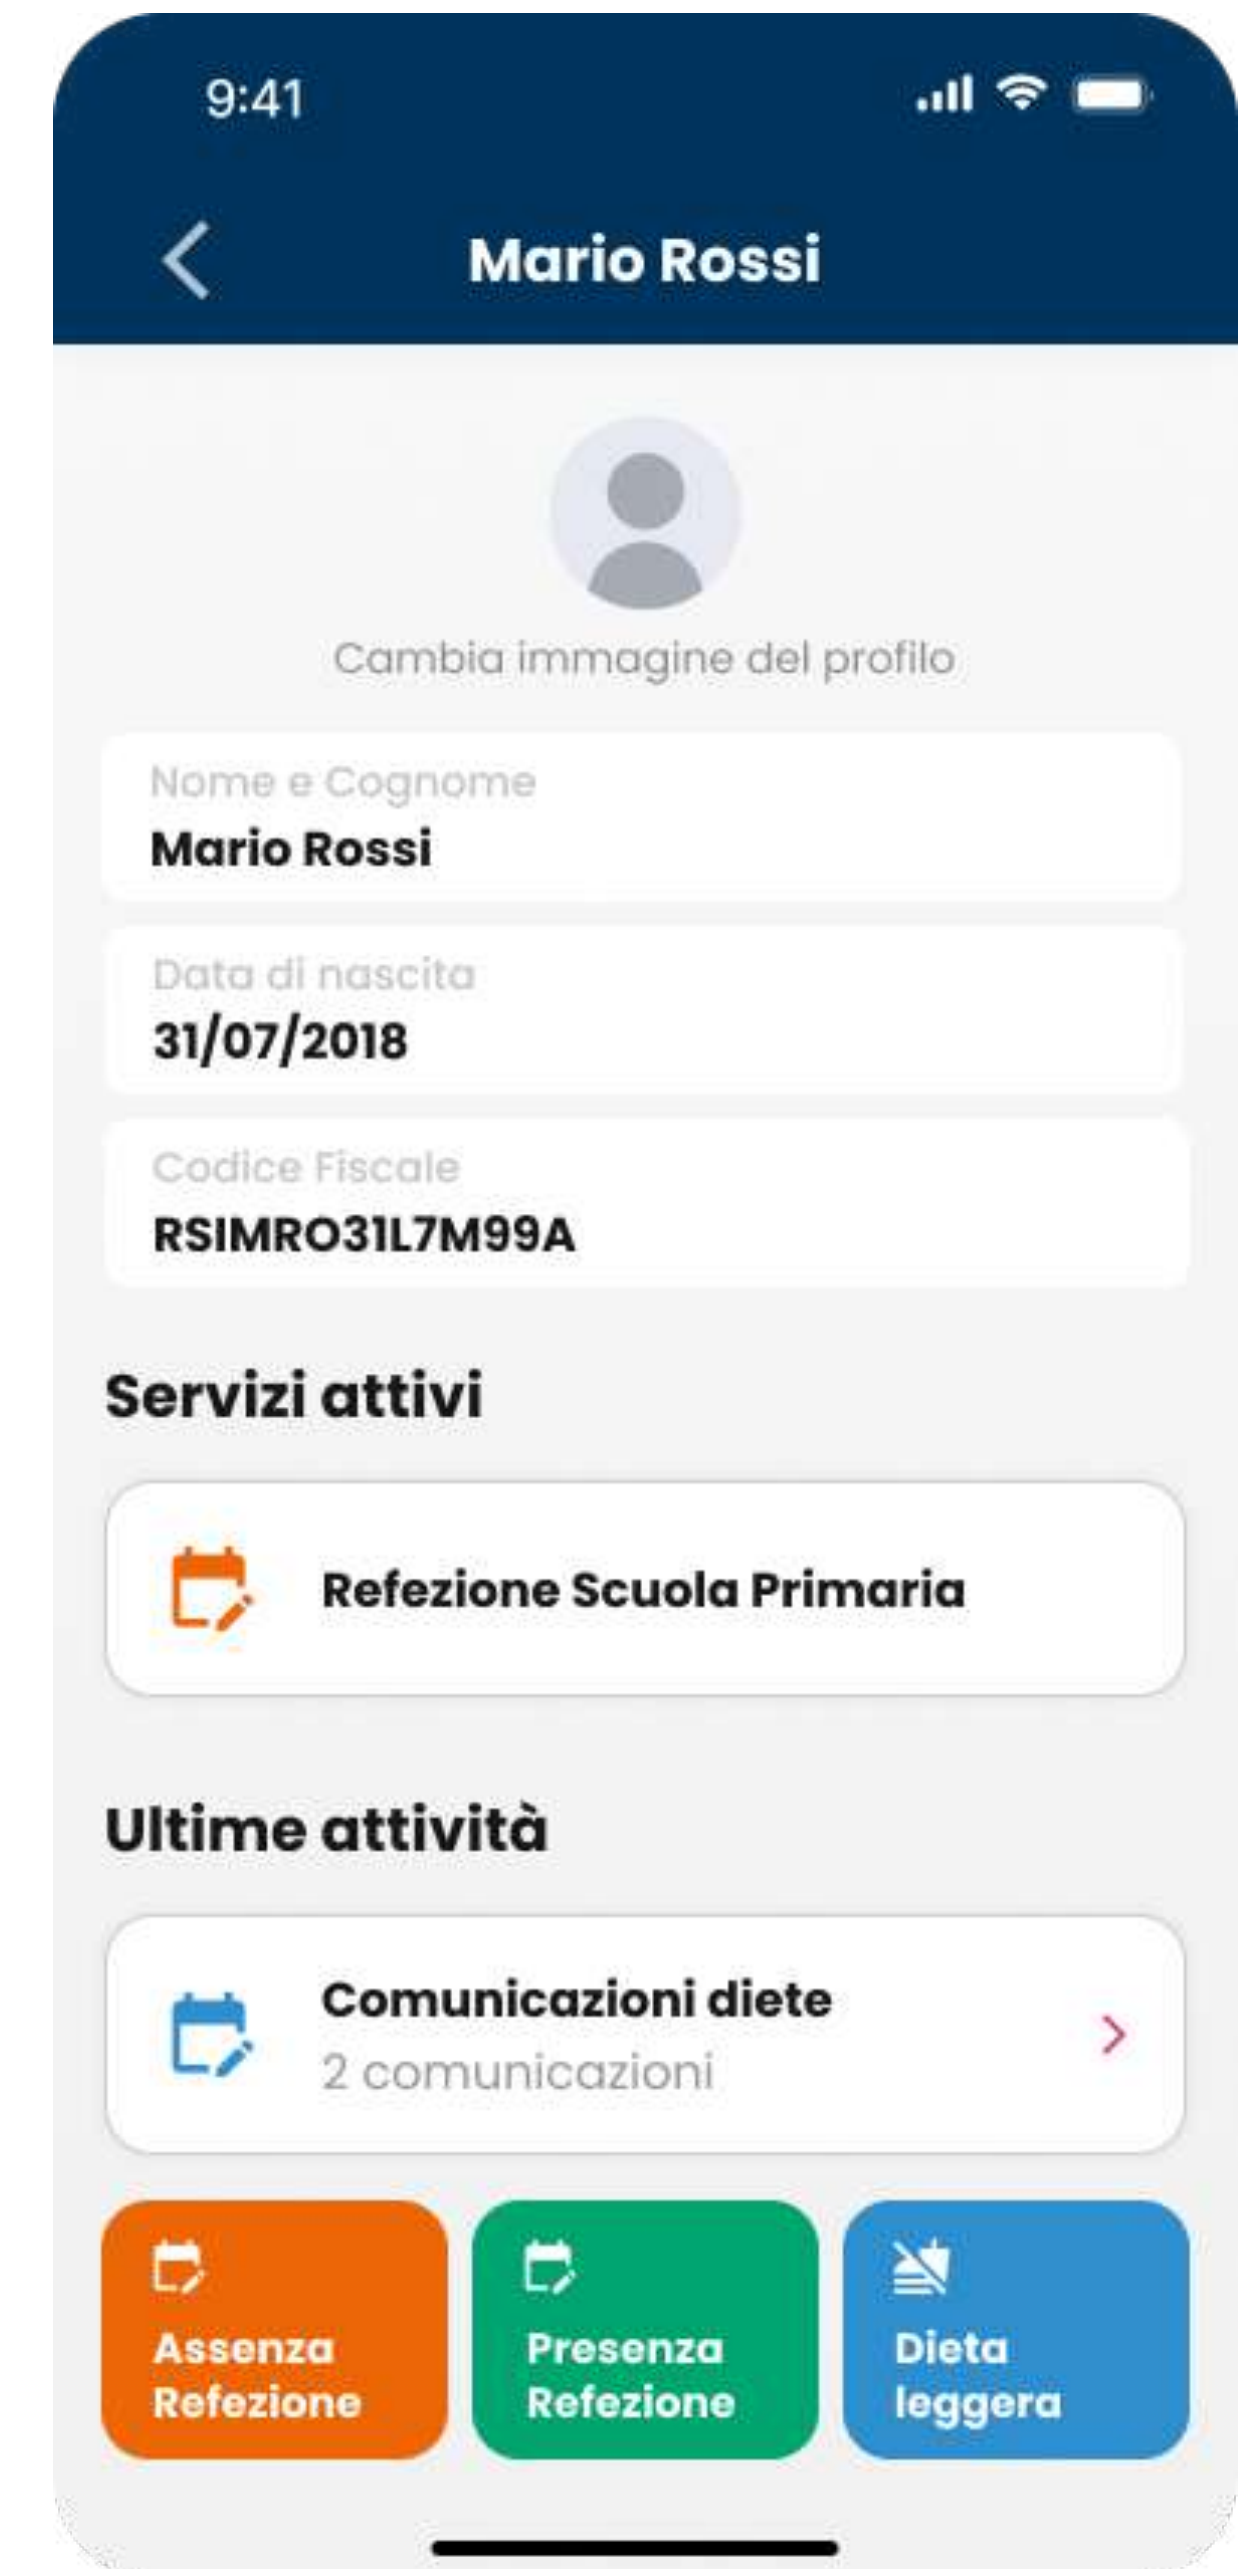 9:41
Mario Rossi
Cambia immagine del profilo
Nome e Cognome
Mario Rossi
Data di nascita
31/07/2018
Codice Fiscale
RSIMRO31L7M99A
Servizi attivi
Refezione Scuola Primaria
Ultime attività
Comunicazioni diete
2 comunicazioni
Assenza
Refezione
Presenza
Refezione
Dieta
leggera